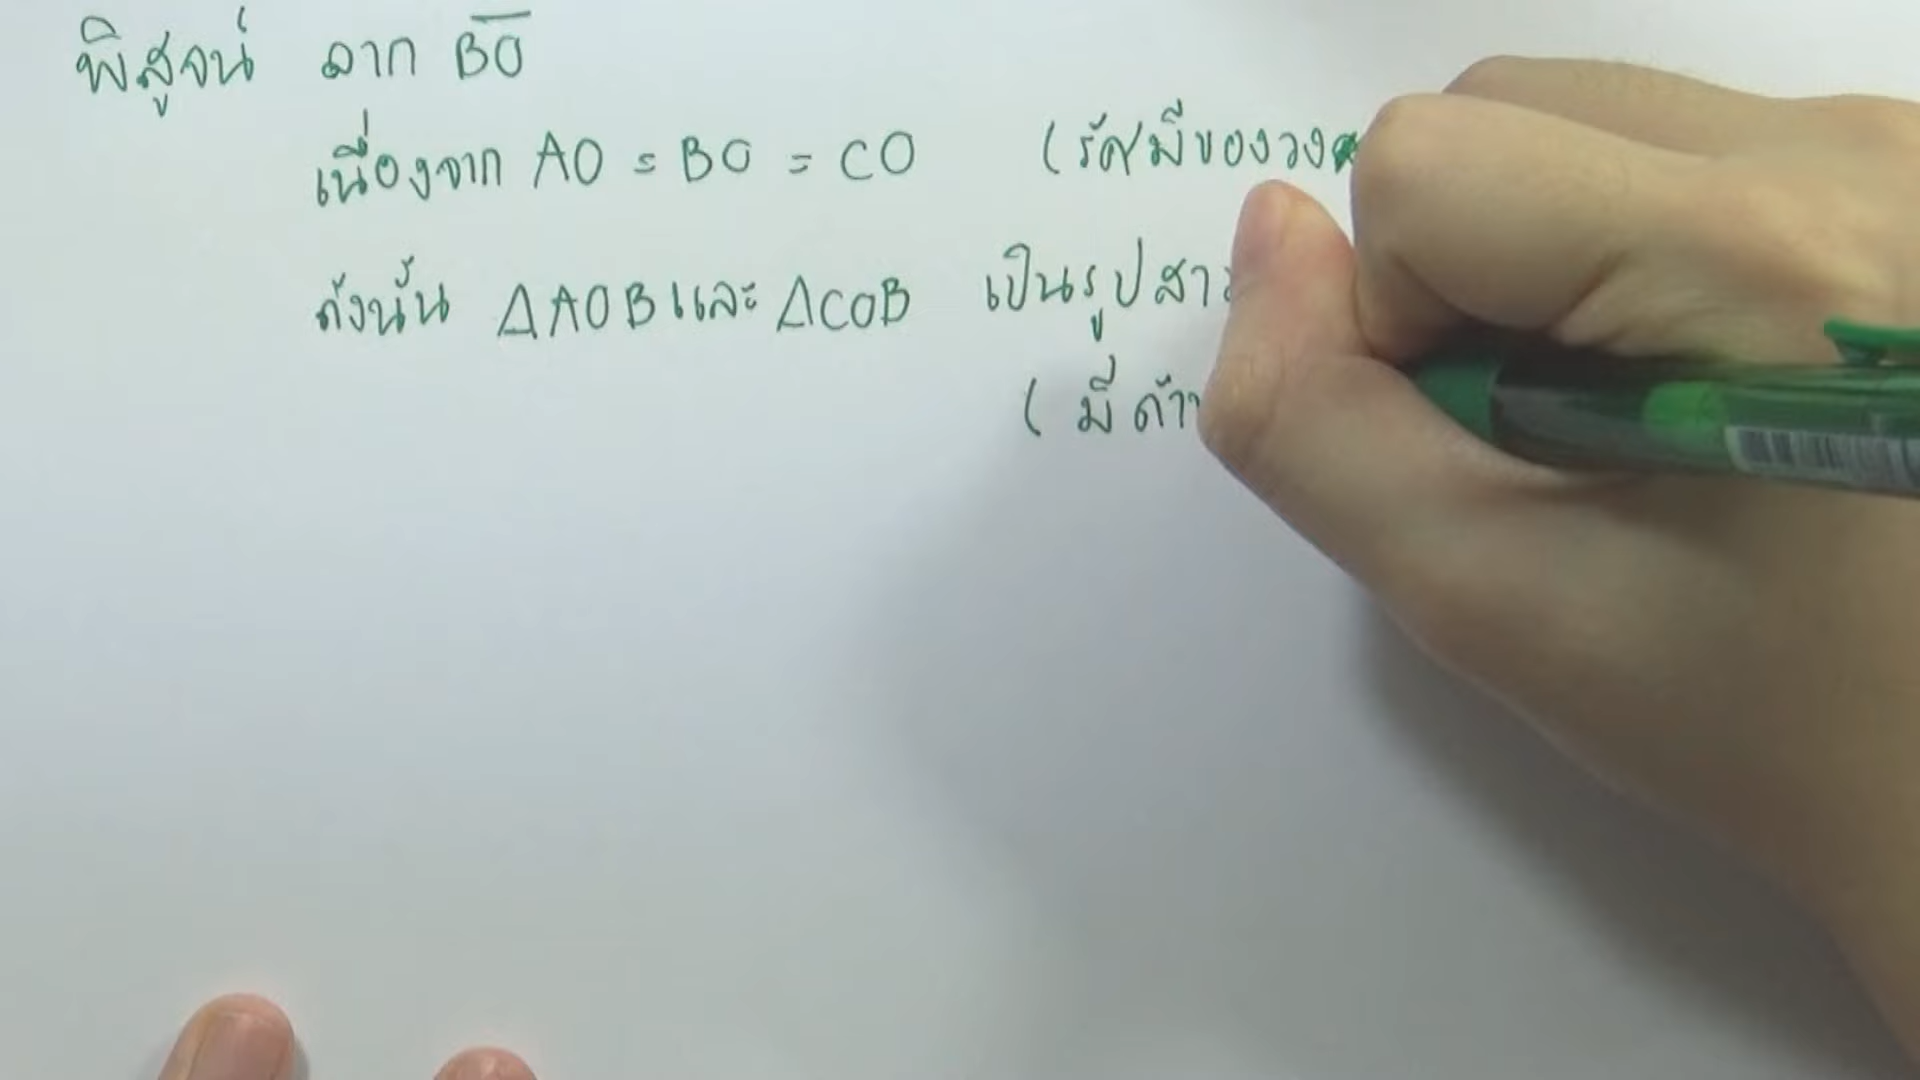 พิสูจน์ ลาก B̅O̅
เนื่องจาก AO = BO = CO (รัศมีของวง
ดังนั้น ΔAOB และ ΔCOB เป็นรูปสา
( มี ด้า